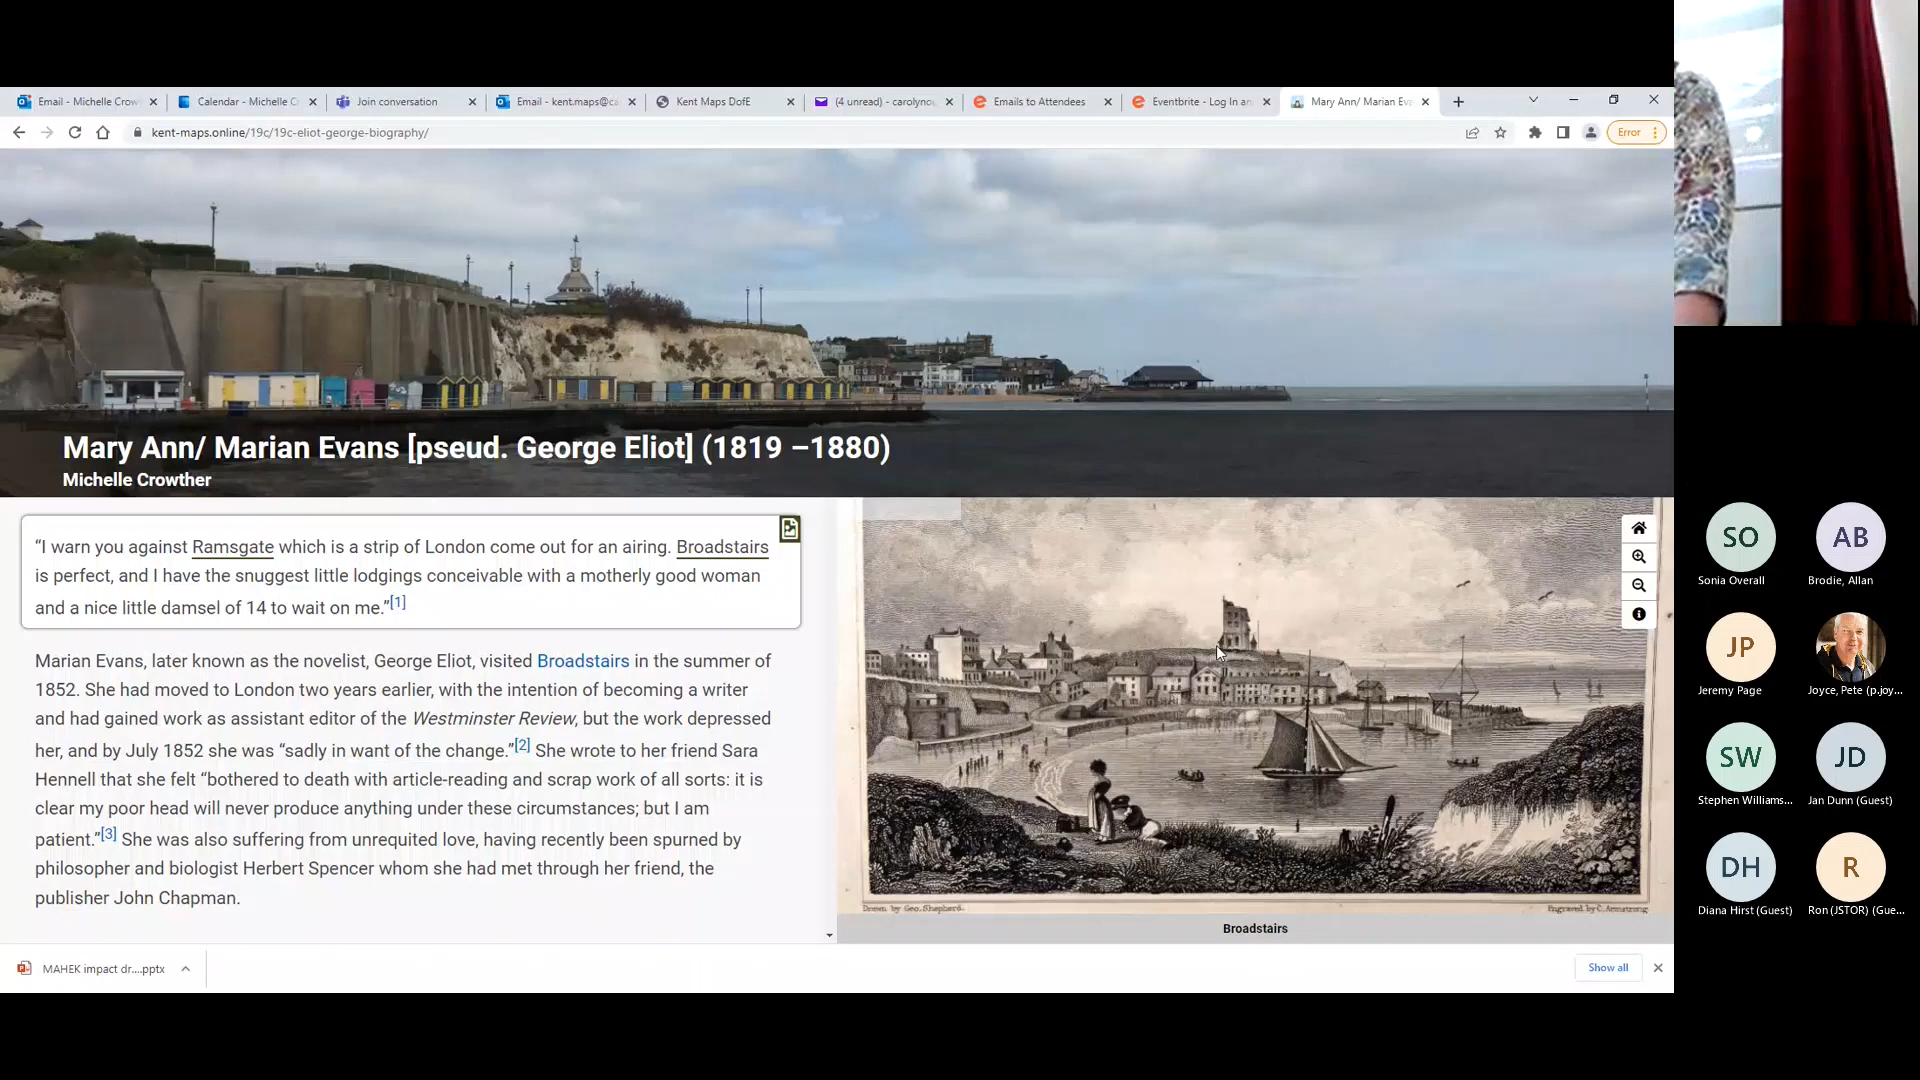 Email - Michelle Crow
Calendar - Michelle C
Join conversation
Email - kent.maps@ca
Kent Maps DofE
(4 unread) - carolynou
Emails to Attendees
Eventbrite - Log In an
Mary Ann/ Marian Eva
kent-maps.online/19c/19c-eliot-george-biography/
Error
Mary Ann/ Marian Evans [pseud. George Eliot] (1819 –1880)
Michelle Crowther
“I warn you against Ramsgate which is a strip of London come out for an airing. Broadstairs
is perfect, and I have the snuggest little lodgings conceivable with a motherly good woman
and a nice little damsel of 14 to wait on me.”[1]
Marian Evans, later known as the novelist, George Eliot, visited Broadstairs in the summer of
1852. She had moved to London two years earlier, with the intention of becoming a writer
and had gained work as assistant editor of the Westminster Review, but the work depressed
her, and by July 1852 she was “sadly in want of the change.”[2] She wrote to her friend Sara
Hennell that she felt “bothered to death with article-reading and scrap work of all sorts: it is
clear my poor head will never produce anything under these circumstances; but I am
patient.”[3] She was also suffering from unrequited love, having recently been spurned by
philosopher and biologist Herbert Spencer whom she had met through her friend, the
publisher John Chapman.
Drawn by Geo. Shepherd.
Engraved by C. Armstrong
Broadstairs
MAHEK impact dr....pptx
Show all
SO
Sonia Overall
AB
Brodie, Allan
JP
Jeremy Page
Joyce, Pete (p.joy...
SW
Stephen Williams...
JD
Jan Dunn (Guest)
DH
Diana Hirst (Guest)
R
Ron (JSTOR) (Gue...